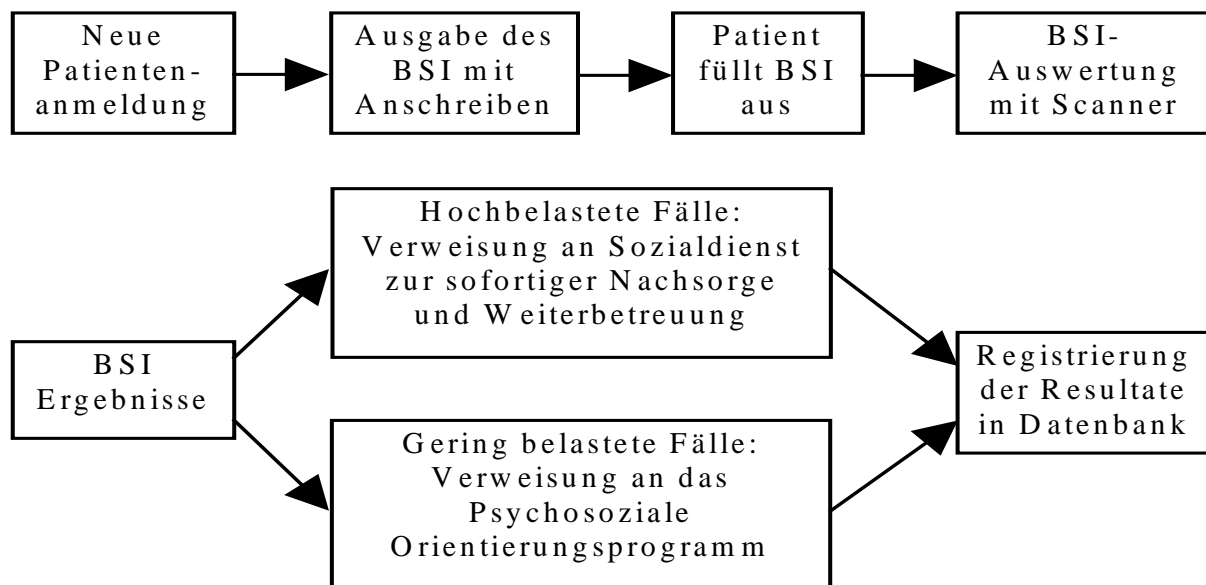 Neue
Patienten-
anmeldung
Ausgabe des
BSI mit
Anschreiben
Patient
füllt BSI
aus
BSI-
Auswertung
mit Scanner
Hochbelastete Fälle:
Verweisung an Sozialdienst
zur sofortiger Nachsorge
und Weiterbetreuung
BSI
Ergebnisse
Registrierung
der Resultate
in Datenbank
Gering belastete Fälle:
Verweisung an das
Psychosoziale
Orientierungsprogramm